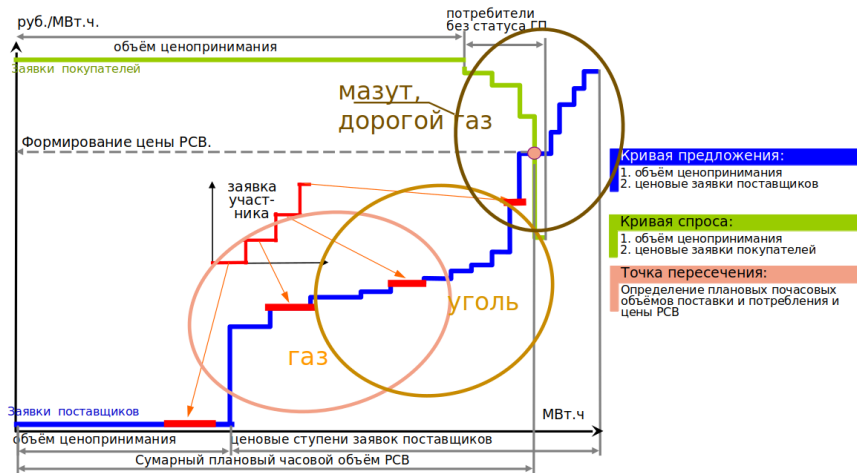 руб./МВт.ч.
потребители
без статуса ГП
объём ценопринимания
Заявки покупателей
мазут,
дорогой газ
Формирование цены РСВ.
Кривая предложения:
1. объём ценопринимания
2. ценовые заявки поставщиков
заявка
участ-
ника
Кривая спроса:
1. объём ценопринимания
2. ценовые заявки покупателей
Точка пересечения:
Определение плановых почасовых
объёмов поставки и потребления и
цены РСВ
уголь
газ
Заявки поставщиков
МВт.ч
объём ценопринимания
ценовые ступени заявок поставщиков
Сумарный плановый часовой объём РСВ